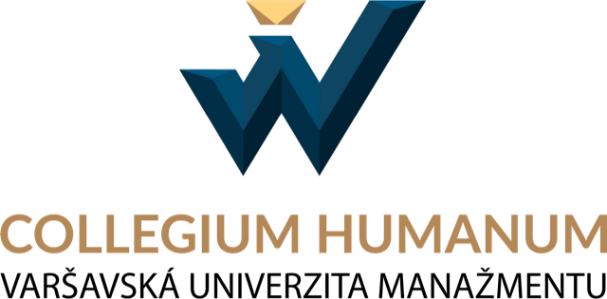 COLLEGIUM HUMANUM
VARŠAVSKÁ UNIVERZITA MANAŽMENTU